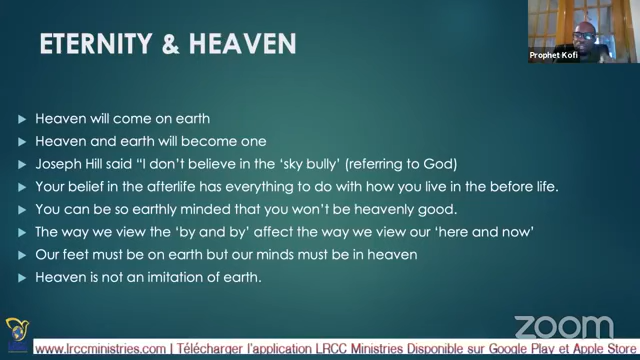 ETERNITY & HEAVEN
Prophet Kofi
Heaven will come on earth
Heaven and earth will become one
Joseph Hill said “I don’t believe in the ‘sky bully’ (referring to God)
Your belief in the afterlife has everything to do with how you live in the before life.
You can be so earthly minded that you won’t be heavenly good.
The way we view the ‘by and by’ affect the way we view our ‘here and now’
Our feet must be on earth but our minds must be in heaven
Heaven is not an imitation of earth.
zoom
www.lrccministries.com | Télécharger l’application LRCC Ministries Disponible sur Google Play et Apple Store